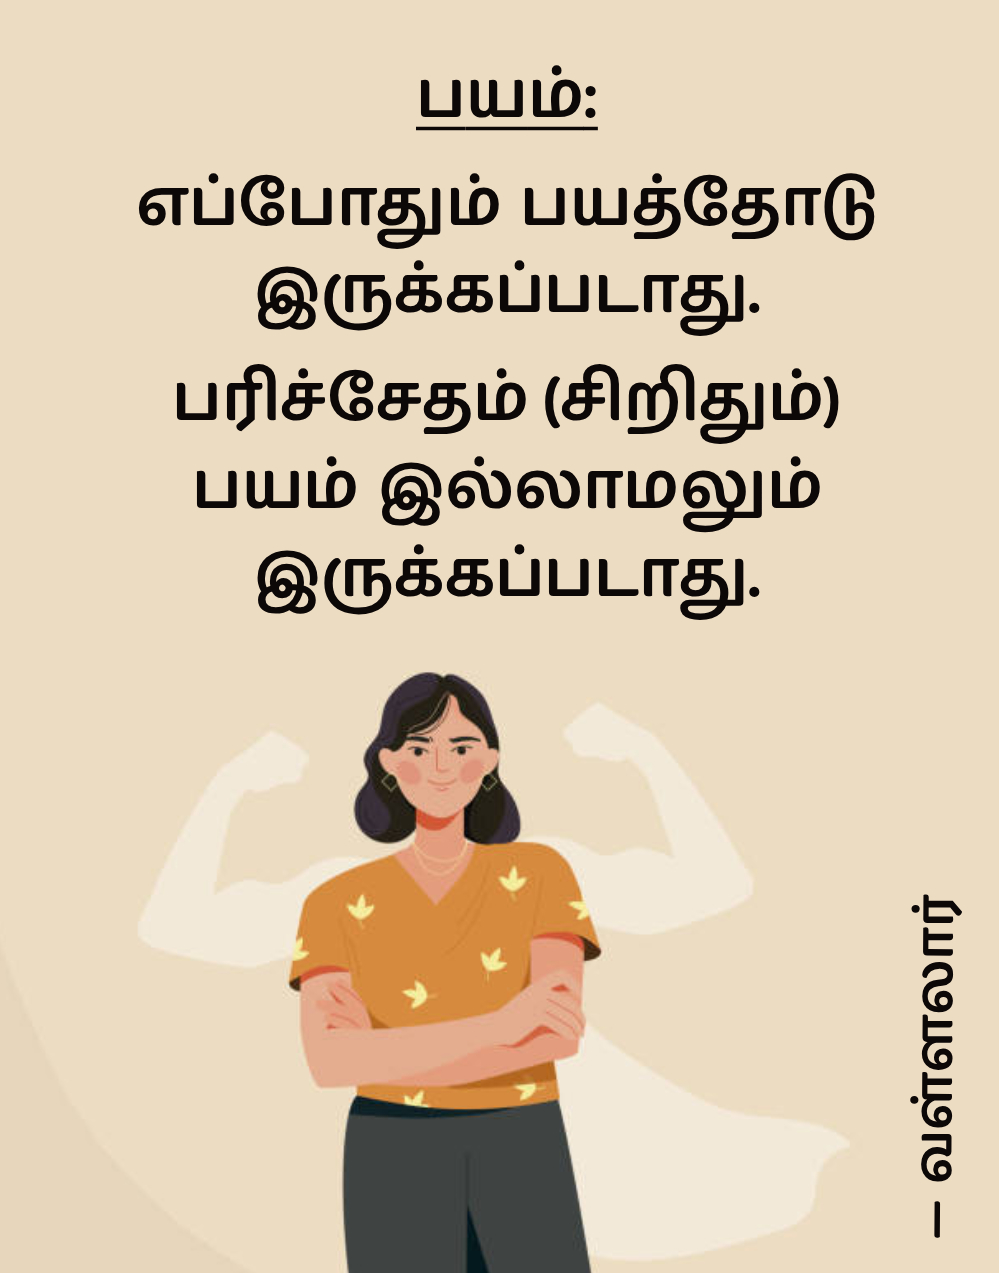 பயம்:
எப்போதும் பயத்தோடு
இருக்கப்படாது.
பரிச்சேதம் (சிறிதும்)
பயம் இல்லாமலும்
இருக்கப்படாது.
– வள்ளலார்